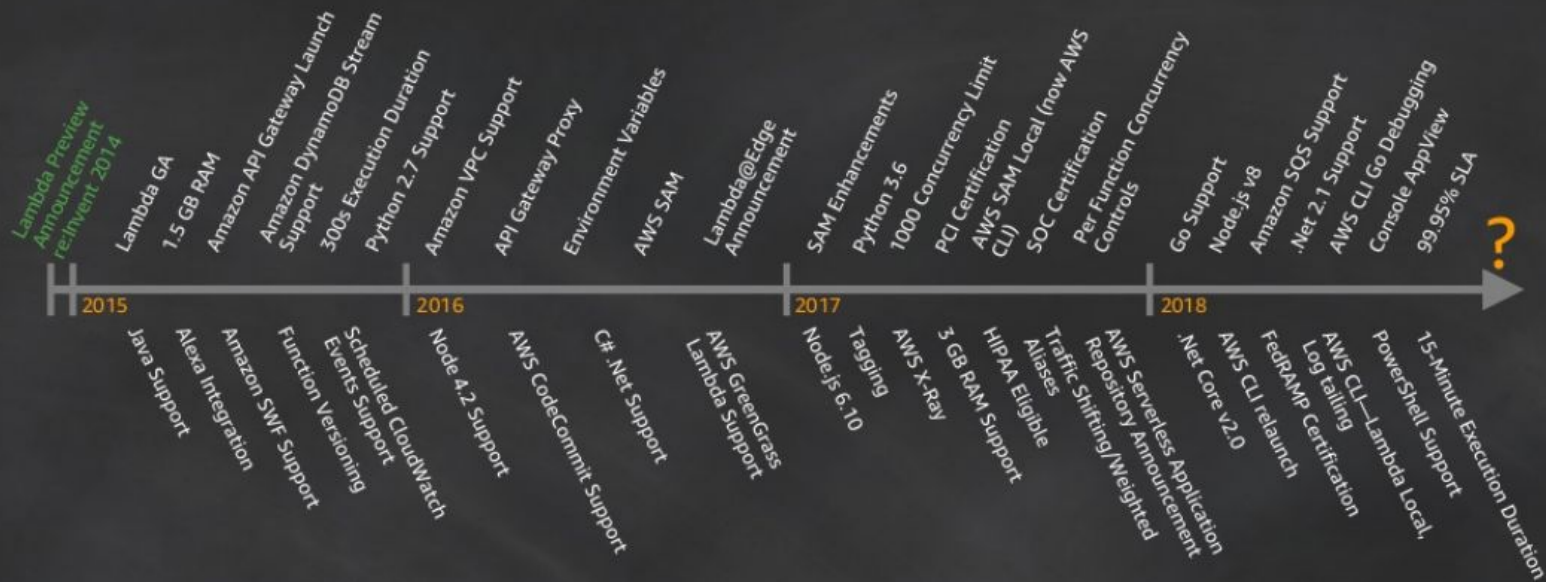 Lambda Preview
Announcement
re:Invent 2014
Lambda GA
1.5 GB RAM
Amazon API Gateway Launch
Amazon DynamoDB Stream
Support
300s Execution Duration
Python 2.7 Support
Amazon VPC Support
API Gateway Proxy
Environment Variables
AWS SAM
Lambda@Edge
Announcement
SAM Enhancements
Python 3.6
1000 Concurrency Limit
PCI Certification
AWS SAM Local (now AWS
CLI)
SOC Certification
Per Function Concurrency
Controls
Go Support
Node.js v8
Amazon SQS Support
.Net 2.1 Support
AWS CLI Go Debugging
Console AppView
99.95% SLA
?
2015
2016
2017
2018
Java Support
Alexa Integration
Amazon SWF Support
Function Versioning
Scheduled CloudWatch
Events Support
Node 4.2 Support
AWS CodeCommit Support
C# .Net Support
AWS GreenGrass
Lambda Support
Node.js 6.10
Tagging
AWS X-Ray
3 GB RAM Support
HIPAA Eligible
Traffic Shifting/Weighted
Aliases
AWS Serverless Application
Repository Announcement
.Net Core v2.0
AWS CLI relaunch
FedRAMP Certification
AWS CLI—Lambda Local,
Log tailing
PowerShell Support
15-Minute Execution Duration